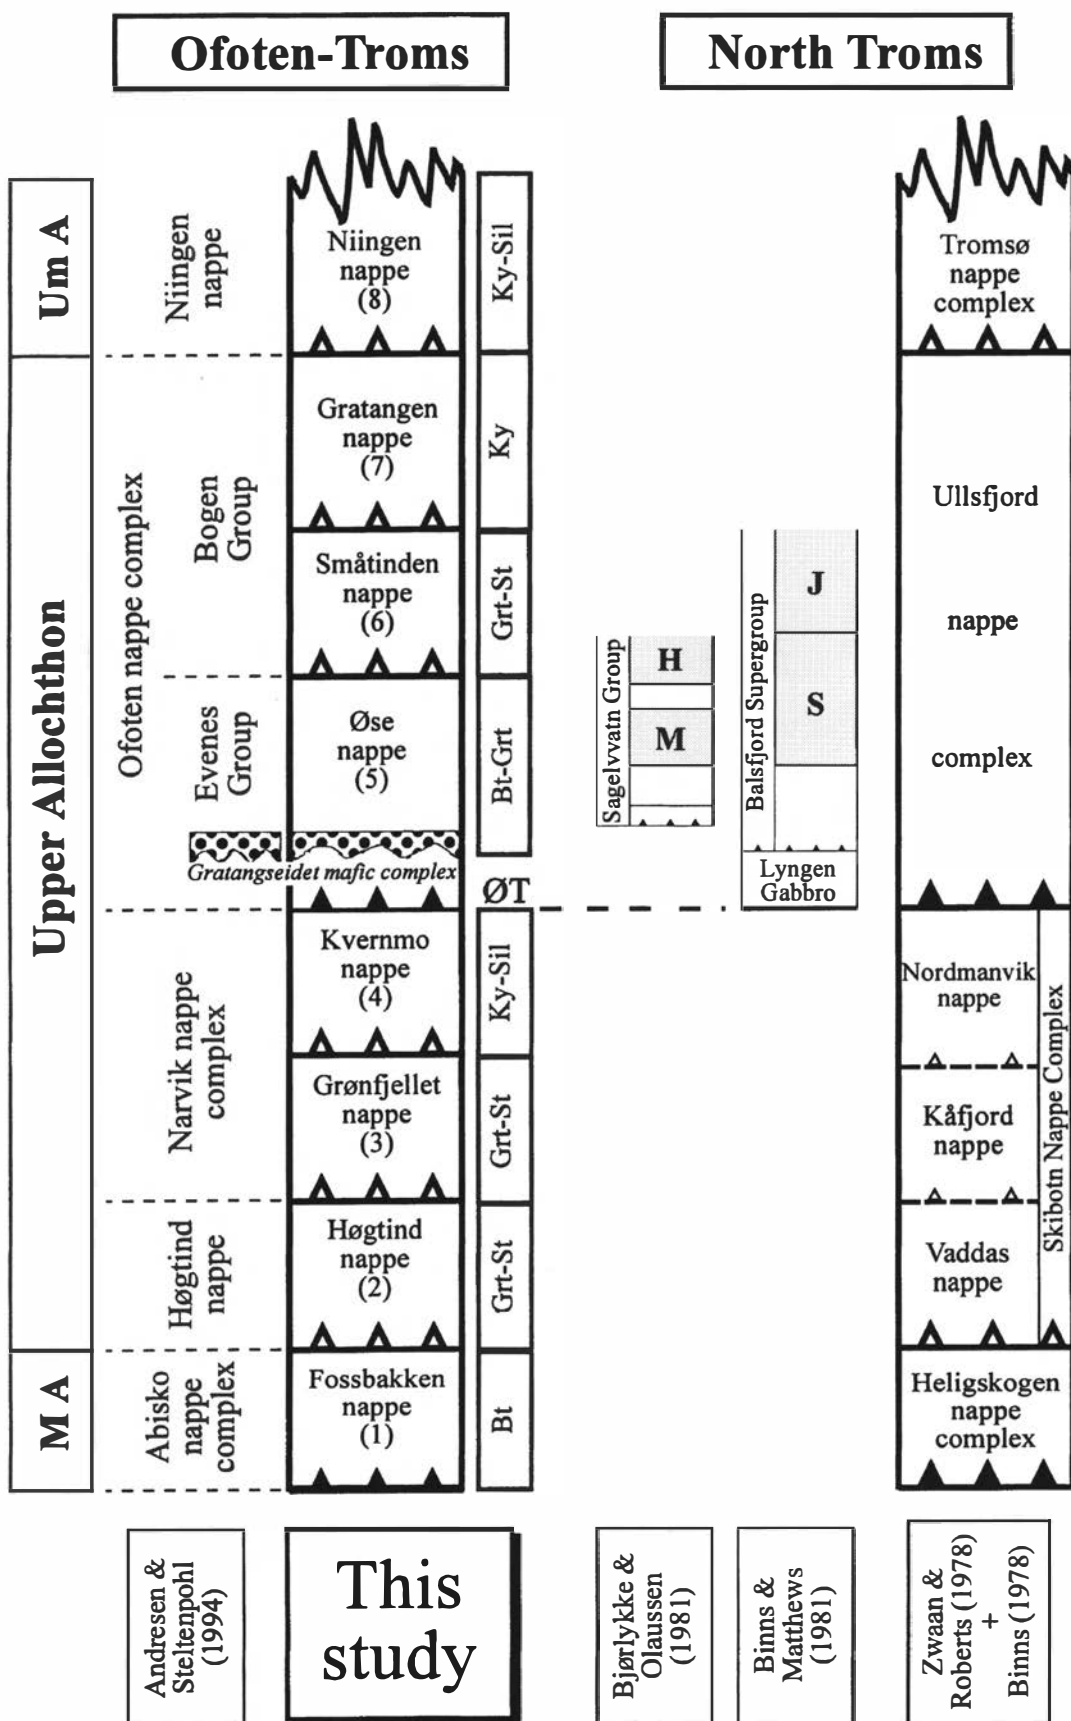 Ofoten-Troms
North Troms
Um A
Upper Allochthon
M A
Niingen
nappe
Ofoten nappe complex
Bogen
Group
Evenes
Group
Narvik nappe
complex
Høgtind
nappe
Abisko
nappe
complex
Niingen
nappe
(8)
Gratangen
nappe
(7)
Småtinden
nappe
(6)
Øse
nappe
(5)
Gratangseidet mafic complex
ØT
Kvernmo
nappe
(4)
Grønfjellet
nappe
(3)
Høgtind
nappe
(2)
Fossbakken
nappe
(1)
Ky-Sil
Ky
Grt-St
Bt-Grt
Ky-Sil
Grt-St
Grt-St
Bt
Sagelvvatn Group
H
M
Balsfjord Supergroup
J
S
Lyngen
Gabbro
Tromsø
nappe
complex
Ullsfjord
nappe
complex
Nordmanvik
nappe
Kåfjord
nappe
Vaddas
nappe
Skibotn Nappe Complex
Heligskogen
nappe
complex
Andresen &
Steltenpohl
(1994)
This
study
Bjørlykke &
Olaussen
(1981)
Binns &
Matthews
(1981)
Zwaan &
Roberts (1978)
+
Binns (1978)